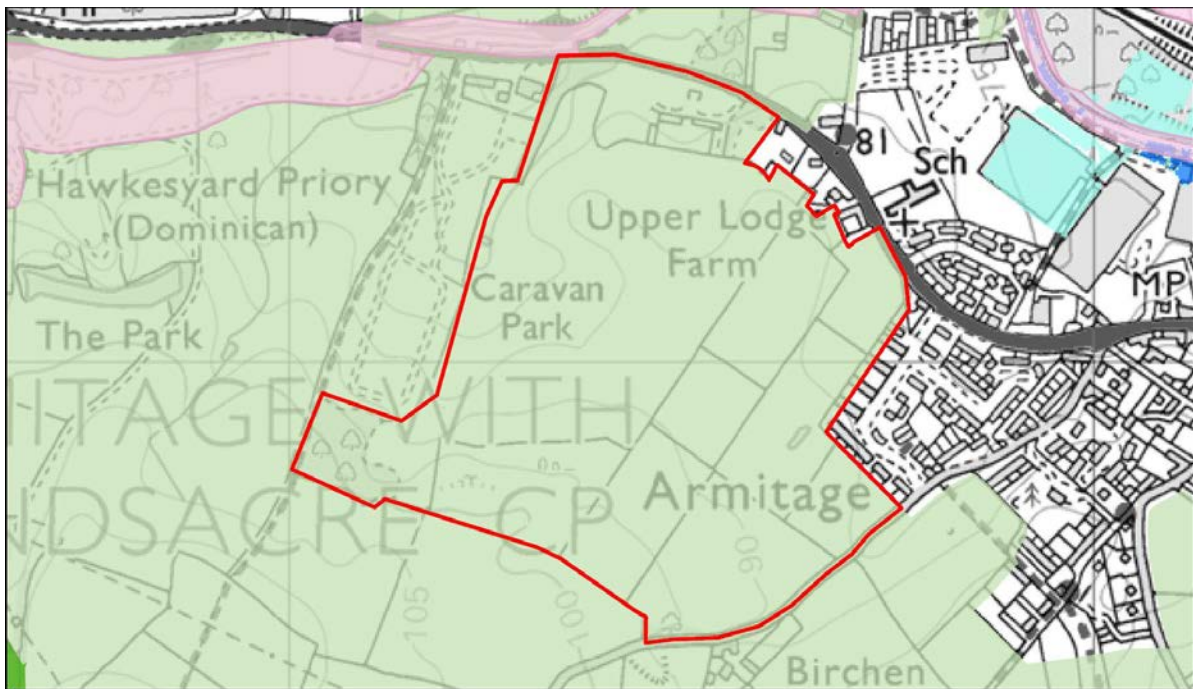 81
Sch
75
Hawkesyard Priory
(Dominican)
Upper Lodge
Farm
Caravan
Park
MP
The Park
ITAGE WITH
NDSACRE CP
Armitage
90
105
100
Birchen